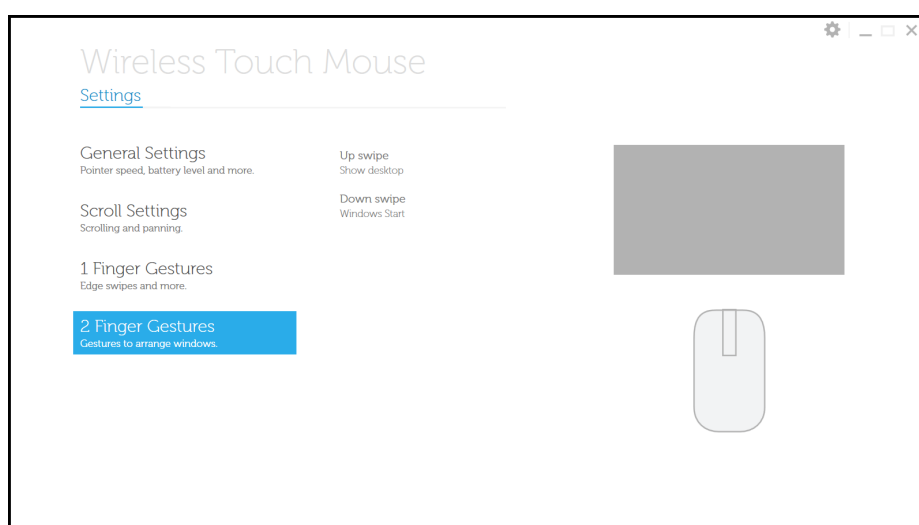 Wireless Touch Mouse
Settings
General Settings
Pointer speed, battery level and more.
Scroll Settings
Scrolling and panning.
1 Finger Gestures
Edge swipes and more.
2 Finger Gestures
Gestures to arrange windows.
Up swipe
Show desktop
Down swipe
Windows Start